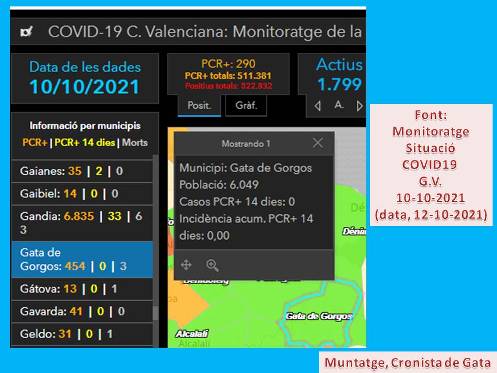 COVID-19 C. Valenciana: Monitoratge de la
Data de les dades
10/10/2021
PCR+: 290
PCR+ totals: 511.381
Positius totals: 522.832
Actius
1.799
Posit.
Gràf.
A.
Informació per municipis
PCR+ | PCR+ 14 dies | Morts
Gaianes: 35 | 2 | 0
Gaibiel: 14 | 0 | 0
Gandia: 6.835 | 33 | 6
3
Gata de
Gorgos: 454 | 0 | 3
Gátova: 13 | 0 | 1
Gavarda: 41 | 0 | 0
Geldo: 31 | 0 | 1
Mostrando 1
Municipi: Gata de Gorgos
Població: 6.049
Casos PCR+ 14 dies: 0
Incidència acum. PCR+ 14
dies: 0,00
Gata de Gorgos
Alcalalí
Font:
Monitoratge
Situació
COVID19
G.V.
10-10-2021
(data, 12-10-2021)
Muntatge, Cronista de Gata